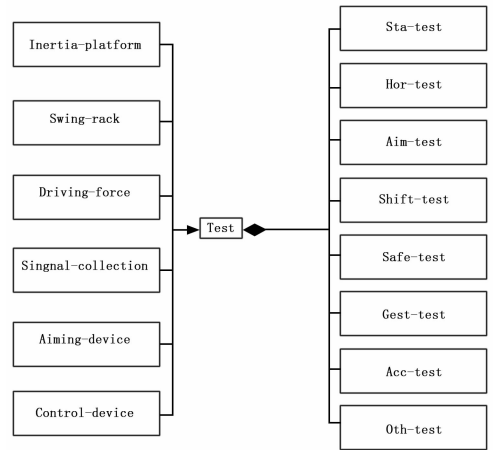 Inertia-platform
Swing-rack
Driving-force
Singnal-collection
Aiming-device
Control-device
Test
Sta-test
Hor-test
Aim-test
Shift-test
Safe-test
Gest-test
Acc-test
Oth-test